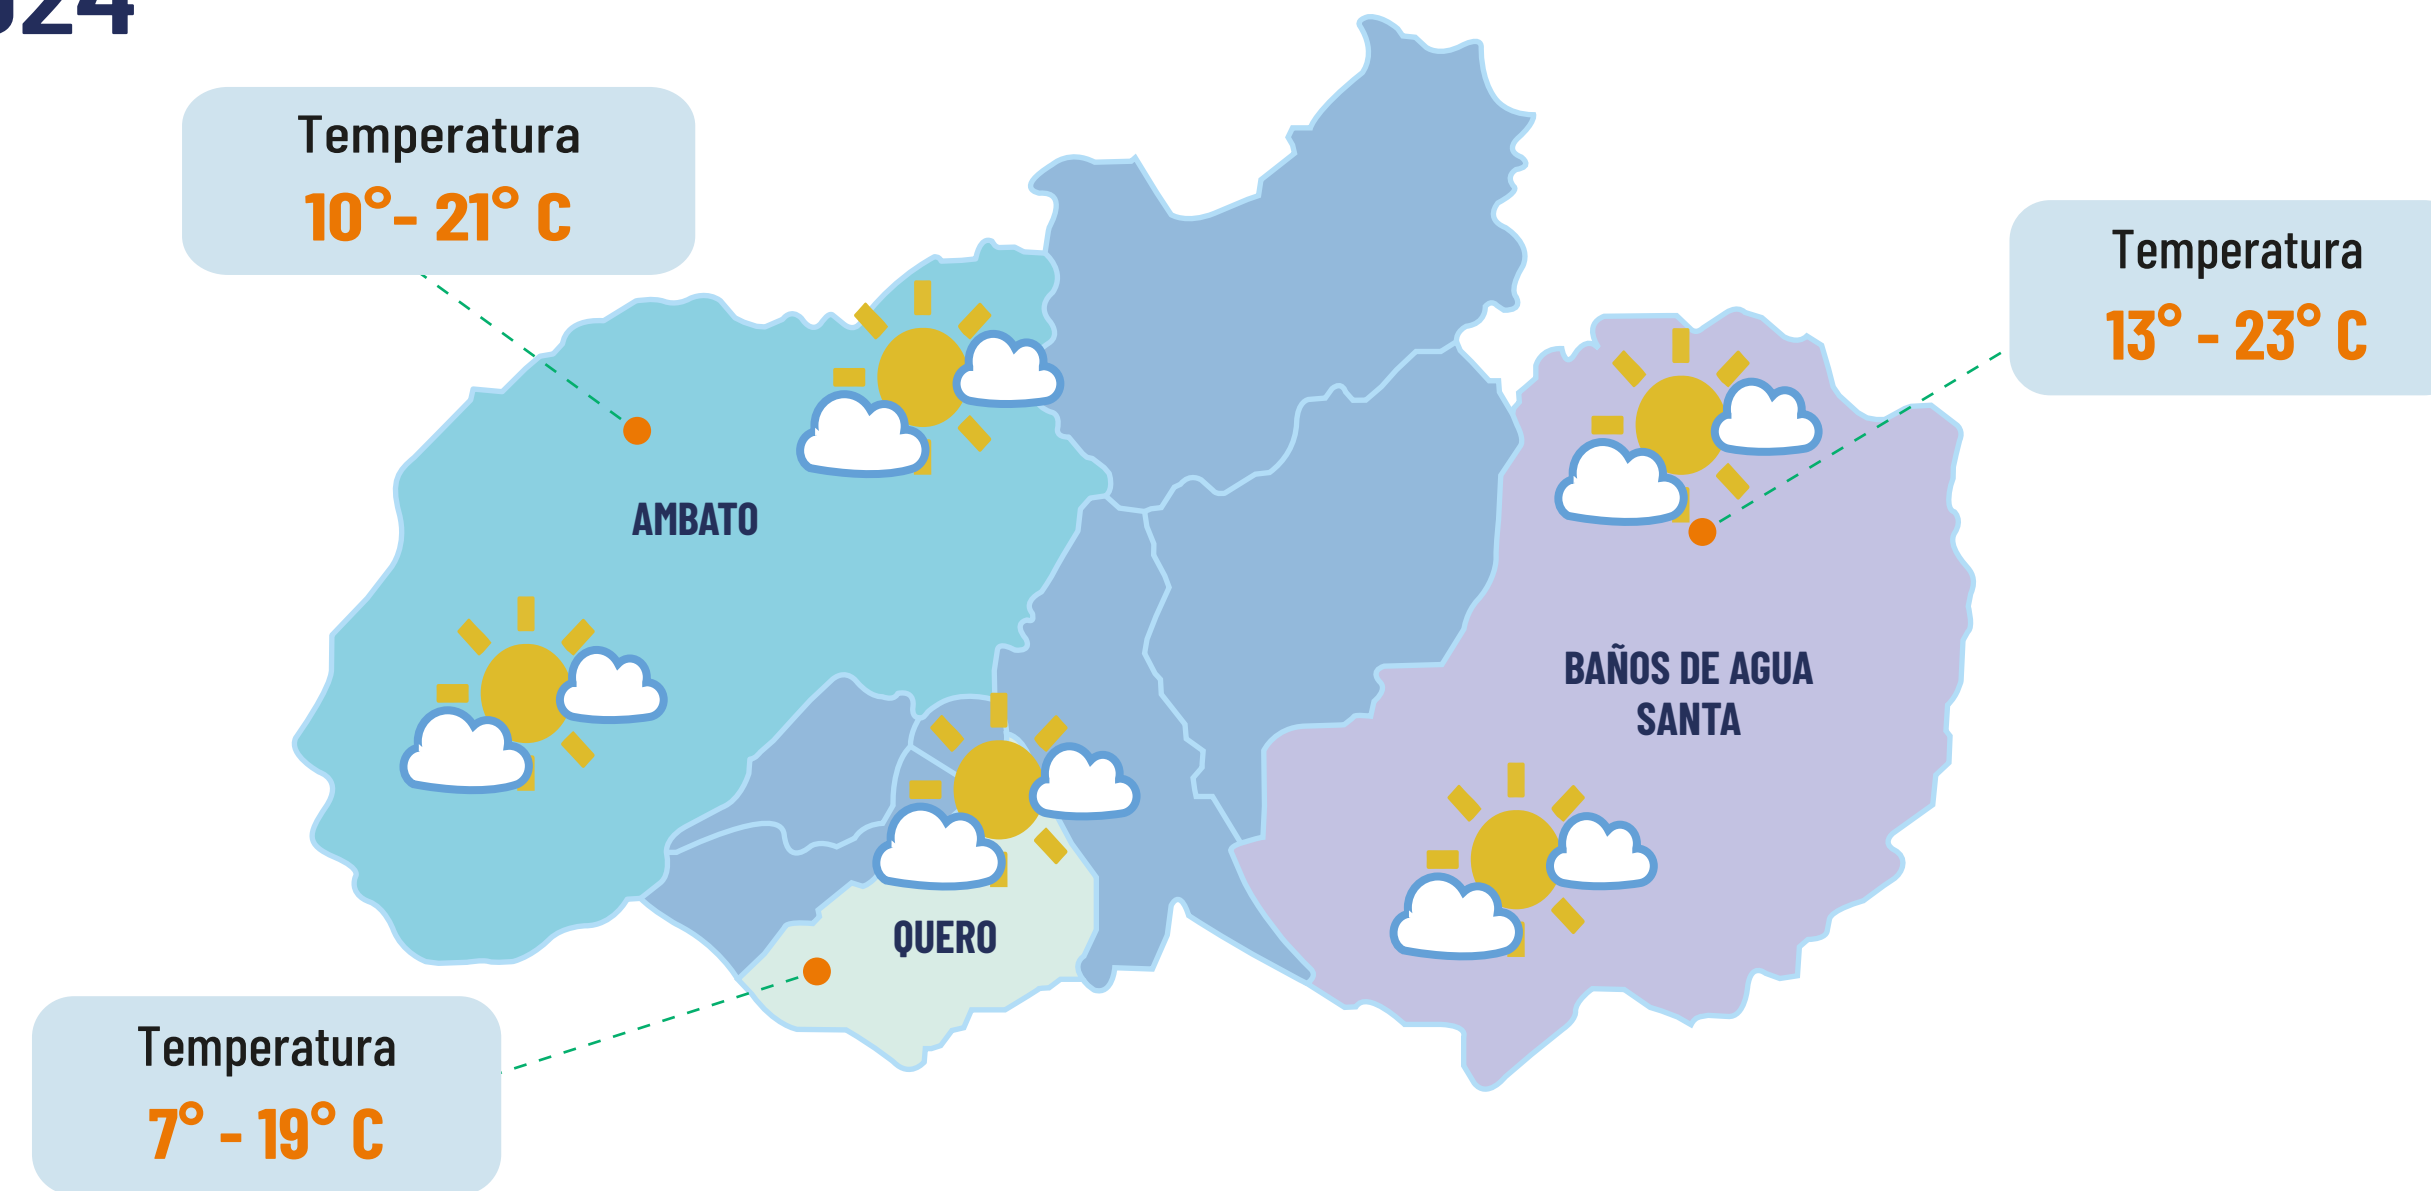 024
Temperatura
10°- 21° C
Temperatura
13° - 23° C
AMBATO
BAÑOS DE AGUA
SANTA
QUERO
Temperatura
7° - 19° C